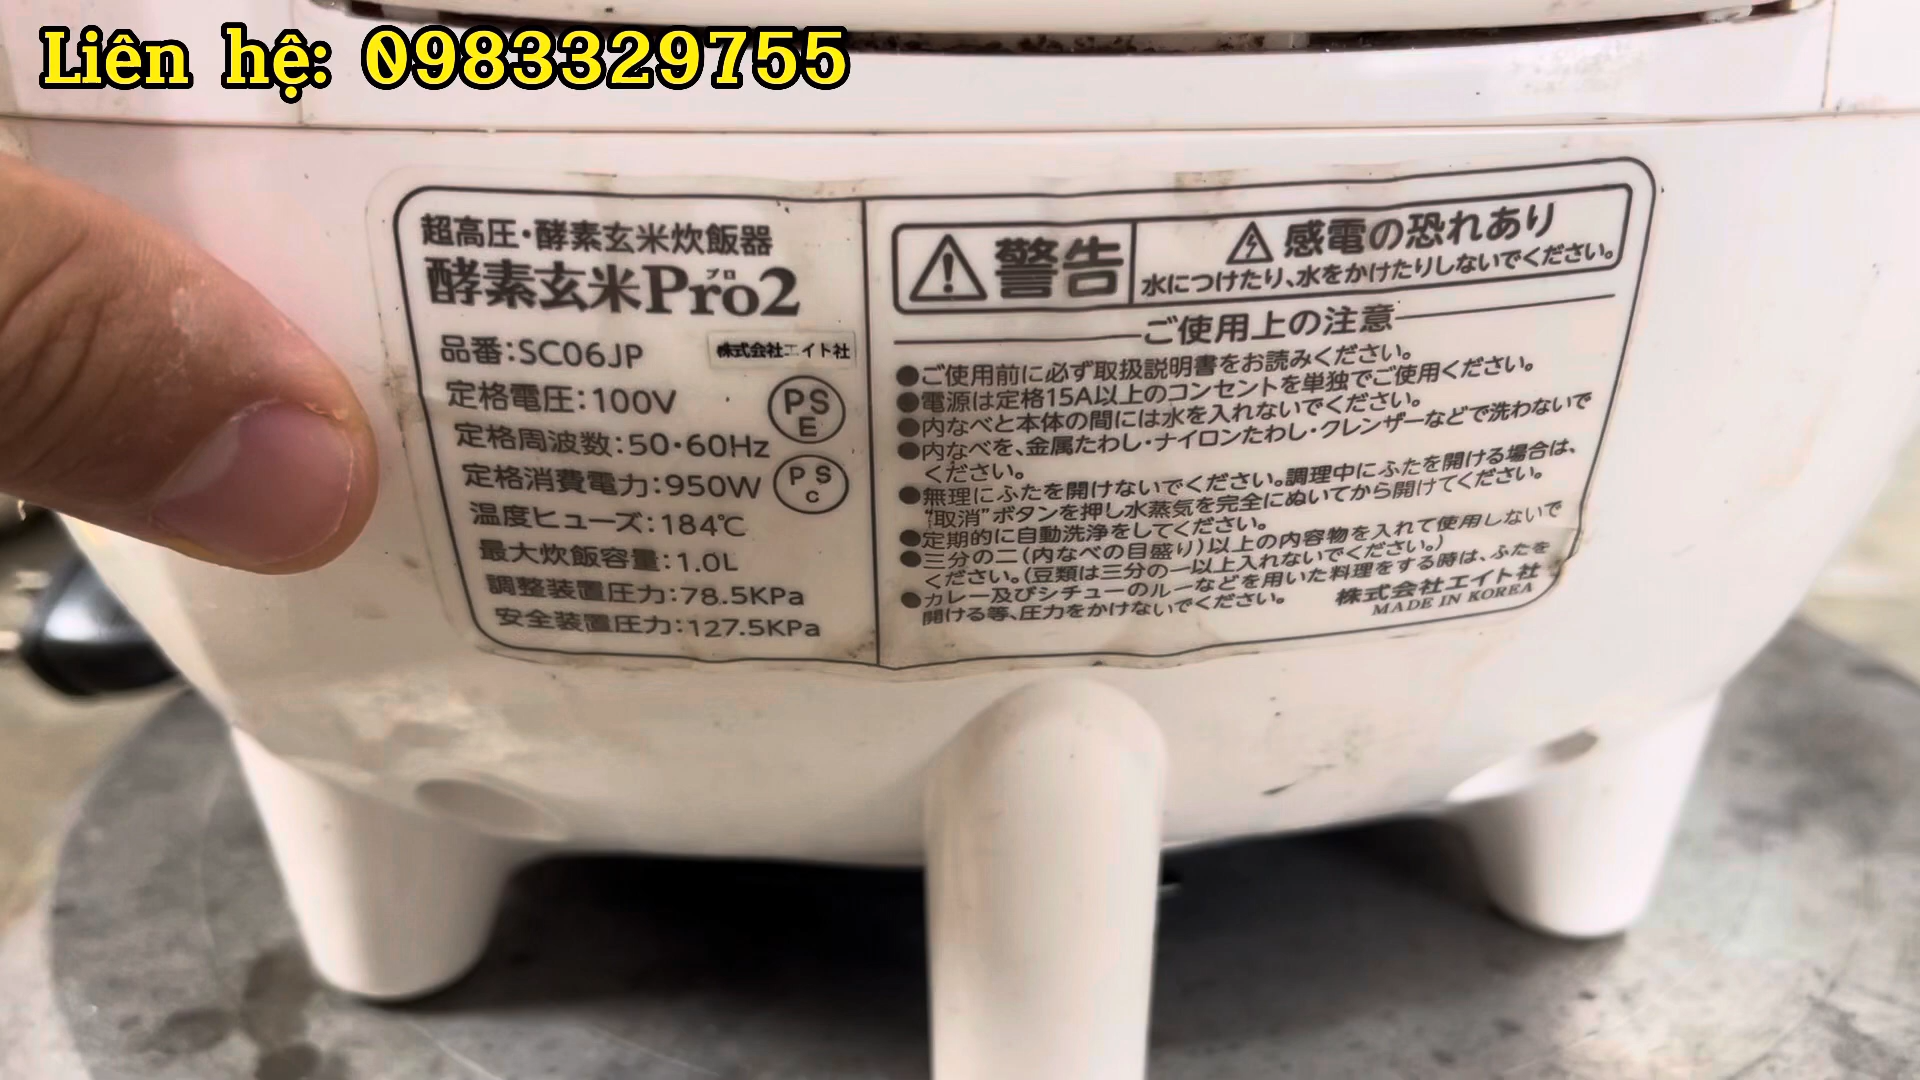 Liên hệ: 0983329755
超高圧・酵素玄米炊飯器
プロ
酵素玄米Pro2
品番:SC06JP
株式会社エイト社
定格電圧:100V
PS
E
定格周波数:50・60Hz
定格消費電力:950W
PS
c
温度ヒューズ:184℃
最大炊飯容量:1.0L
調整装置圧力:78.5KPa
安全装置圧力:127.5KPa
警告
感電の恐れあり
水につけたり、水をかけたりしないでください。
ご使用上の注意
●ご使用前に必ず取扱説明書をお読みください。
●電源は定格15A以上のコンセントを単独でご使用ください。
●内なべと本体の間には水を入れないでください。
●内なべを、金属たわし・ナイロンたわし・クレンザーなどで洗わないで
ください。
●無理にふたを開けないでください。調理中にふたを開ける場合は、
“取消”ボタンを押し水蒸気を完全にぬいてから開けてください。
●定期的に自動洗浄をしてください。
●三分の二(内なべの目盛り)以上の内容物を入れて使用しないで
ください。(豆類は三分の一以上入れないでください。)
●カレー及びシチューのルーなどを用いた料理をする時は、ふたを
開ける等、圧力をかけないでください。
株式会社エイト社
MADE IN KOREA